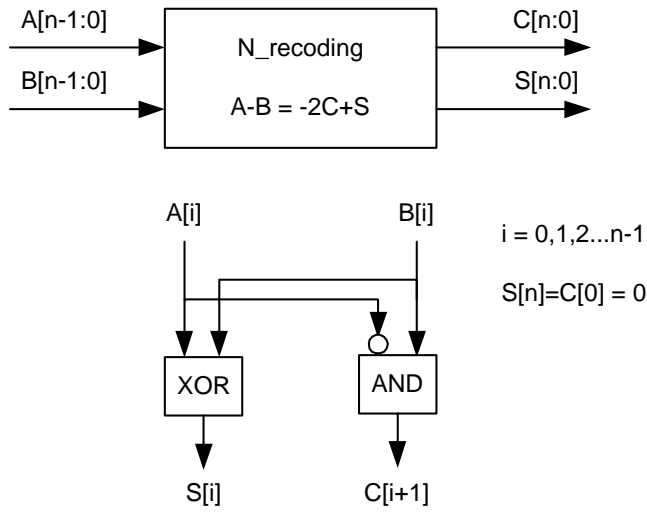 A[n-1:0]
C[n:0]
N_recoding
B[n-1:0]
S[n:0]
A-B = -2C+S
A[i]
B[i]
i = 0,1,2...n-1
S[n]=C[0] = 0
XOR
AND
S[i]
C[i+1]